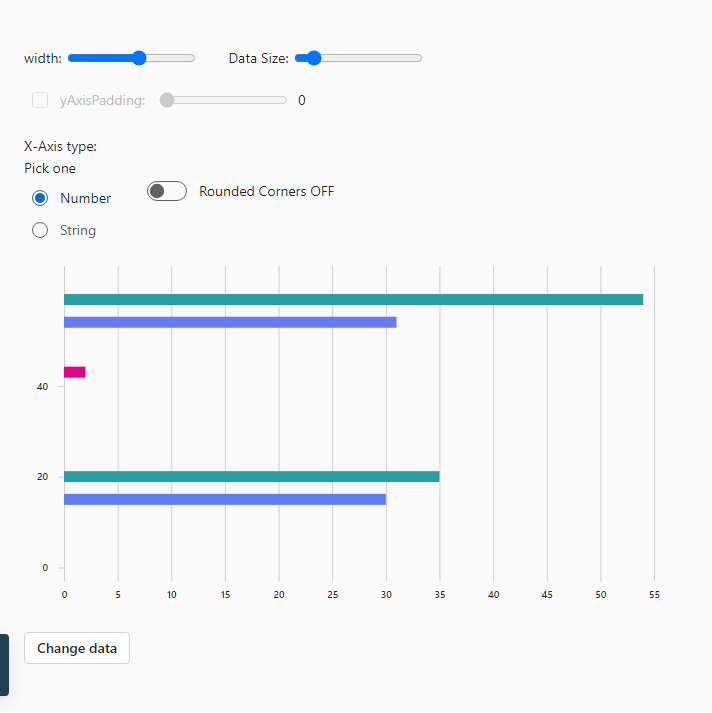 width: Data Size:
yAxisPadding: 0
X-Axis type:
Pick one
Number
Rounded Corners OFF
String
40
20
0
0 5 10 15 20 25 30 35 40 45 50 55
Change data